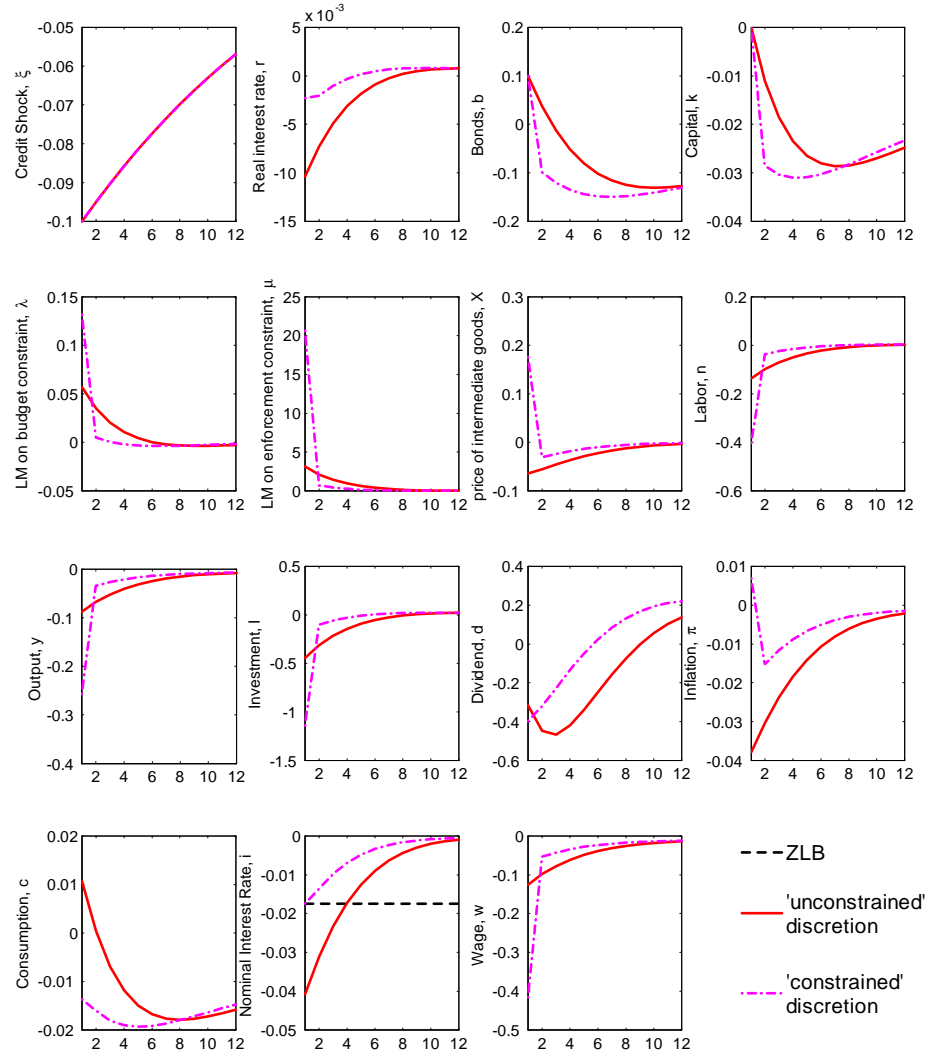 Credit Shock, ξ
-0.05
-0.06
-0.07
-0.08
-0.09
-0.1
2 4 6 8 10 12
x 10⁻³
Real interest rate, r
5
0
-5
-10
-15
2 4 6 8 10 12
Bonds, b
0.2
0.1
0
-0.1
-0.2
2 4 6 8 10 12
Capital, k
0
-0.01
-0.02
-0.03
-0.04
2 4 6 8 10 12
LM on budget constraint, λ
0.15
0.1
0.05
0
-0.05
2 4 6 8 10 12
LM on enforcement constraint, μ
25
20
15
10
5
0
2 4 6 8 10 12
price of intermediate goods, X
0.3
0.2
0.1
0
-0.1
2 4 6 8 10 12
Labor, n
0.2
0
-0.2
-0.4
-0.6
2 4 6 8 10 12
Output, y
0
-0.1
-0.2
-0.3
-0.4
2 4 6 8 10 12
Investment, I
0.5
0
-0.5
-1
-1.5
2 4 6 8 10 12
Dividend, d
0.4
0.2
0
-0.2
-0.4
-0.6
2 4 6 8 10 12
Inflation, π
0.01
0
-0.01
-0.02
-0.03
-0.04
2 4 6 8 10 12
Consumption, c
0.02
0.01
0
-0.01
-0.02
2 4 6 8 10 12
Nominal Interest Rate, i
0
-0.01
-0.02
-0.03
-0.04
-0.05
2 4 6 8 10 12
Wage, w
0
-0.1
-0.2
-0.3
-0.4
-0.5
2 4 6 8 10 12
ZLB
'unconstrained'
discretion
'constrained'
discretion